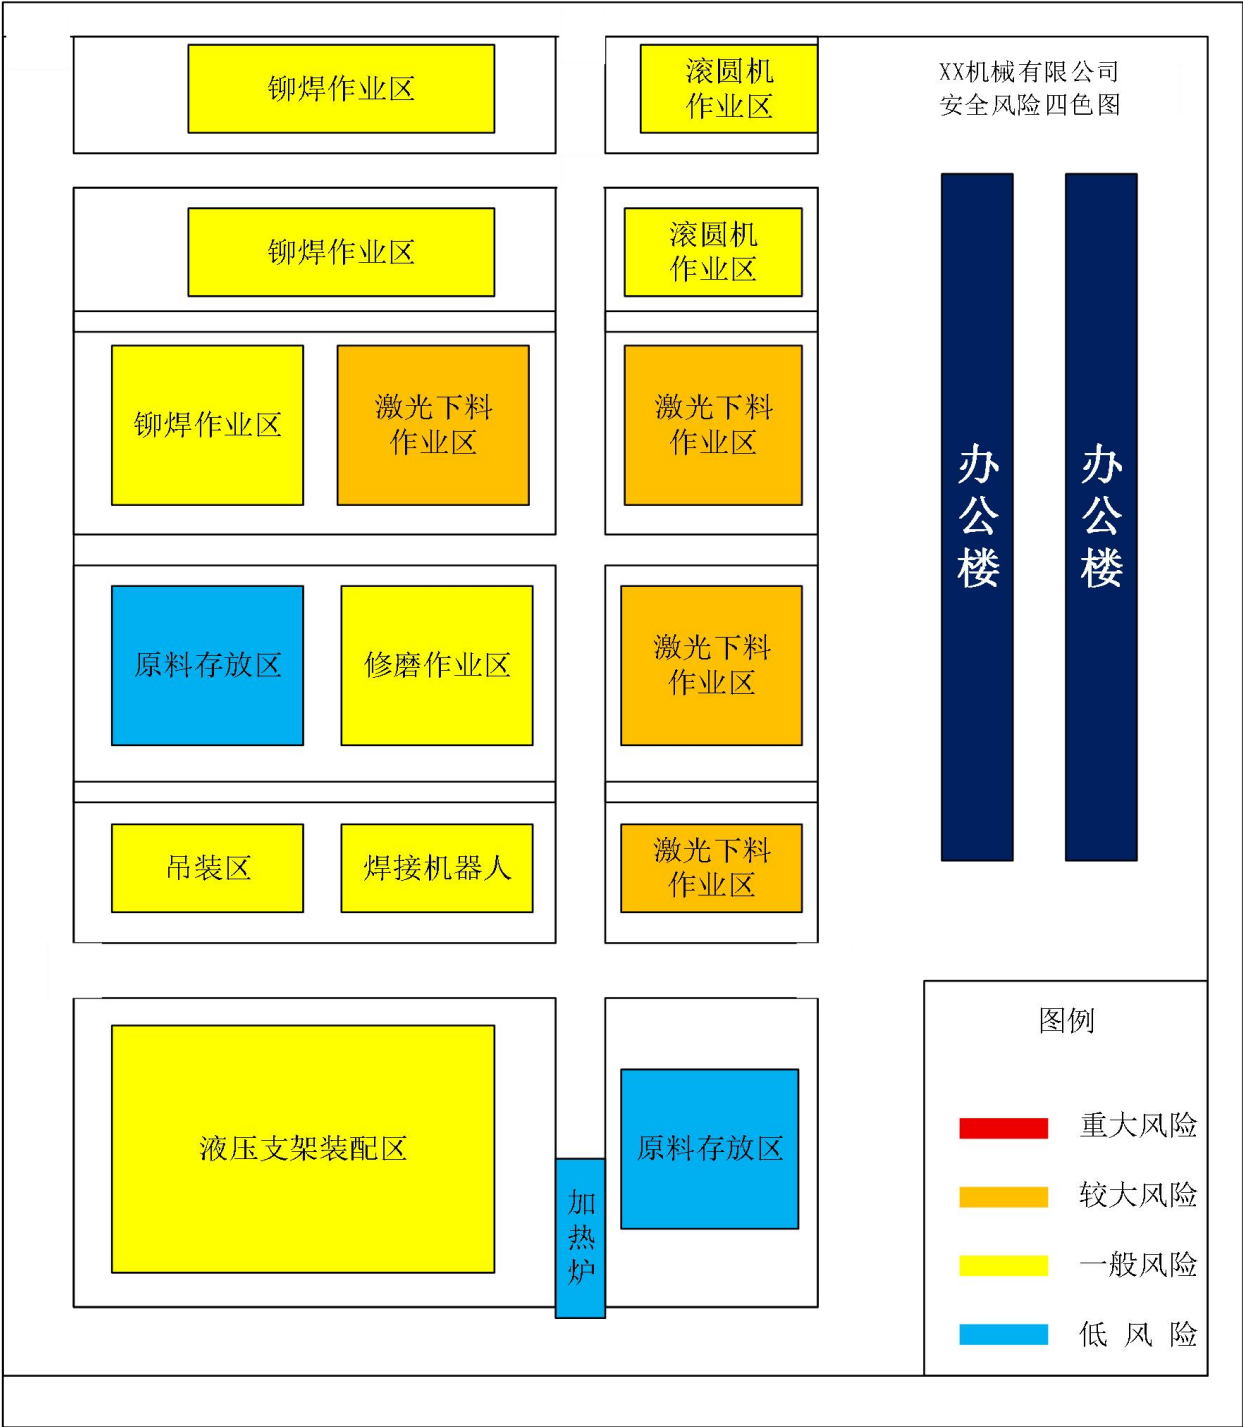 铆焊作业区
滚圆机
作业区
XX机械有限公司
安全风险四色图
铆焊作业区
滚圆机
作业区
铆焊作业区
激光下料
作业区
激光下料
作业区
办公楼
办公楼
原料存放区
修磨作业区
激光下料
作业区
吊装区
焊接机器人
激光下料
作业区
液压支架装配区
加热炉
原料存放区
图例
重大风险
较大风险
一般风险
低 风 险